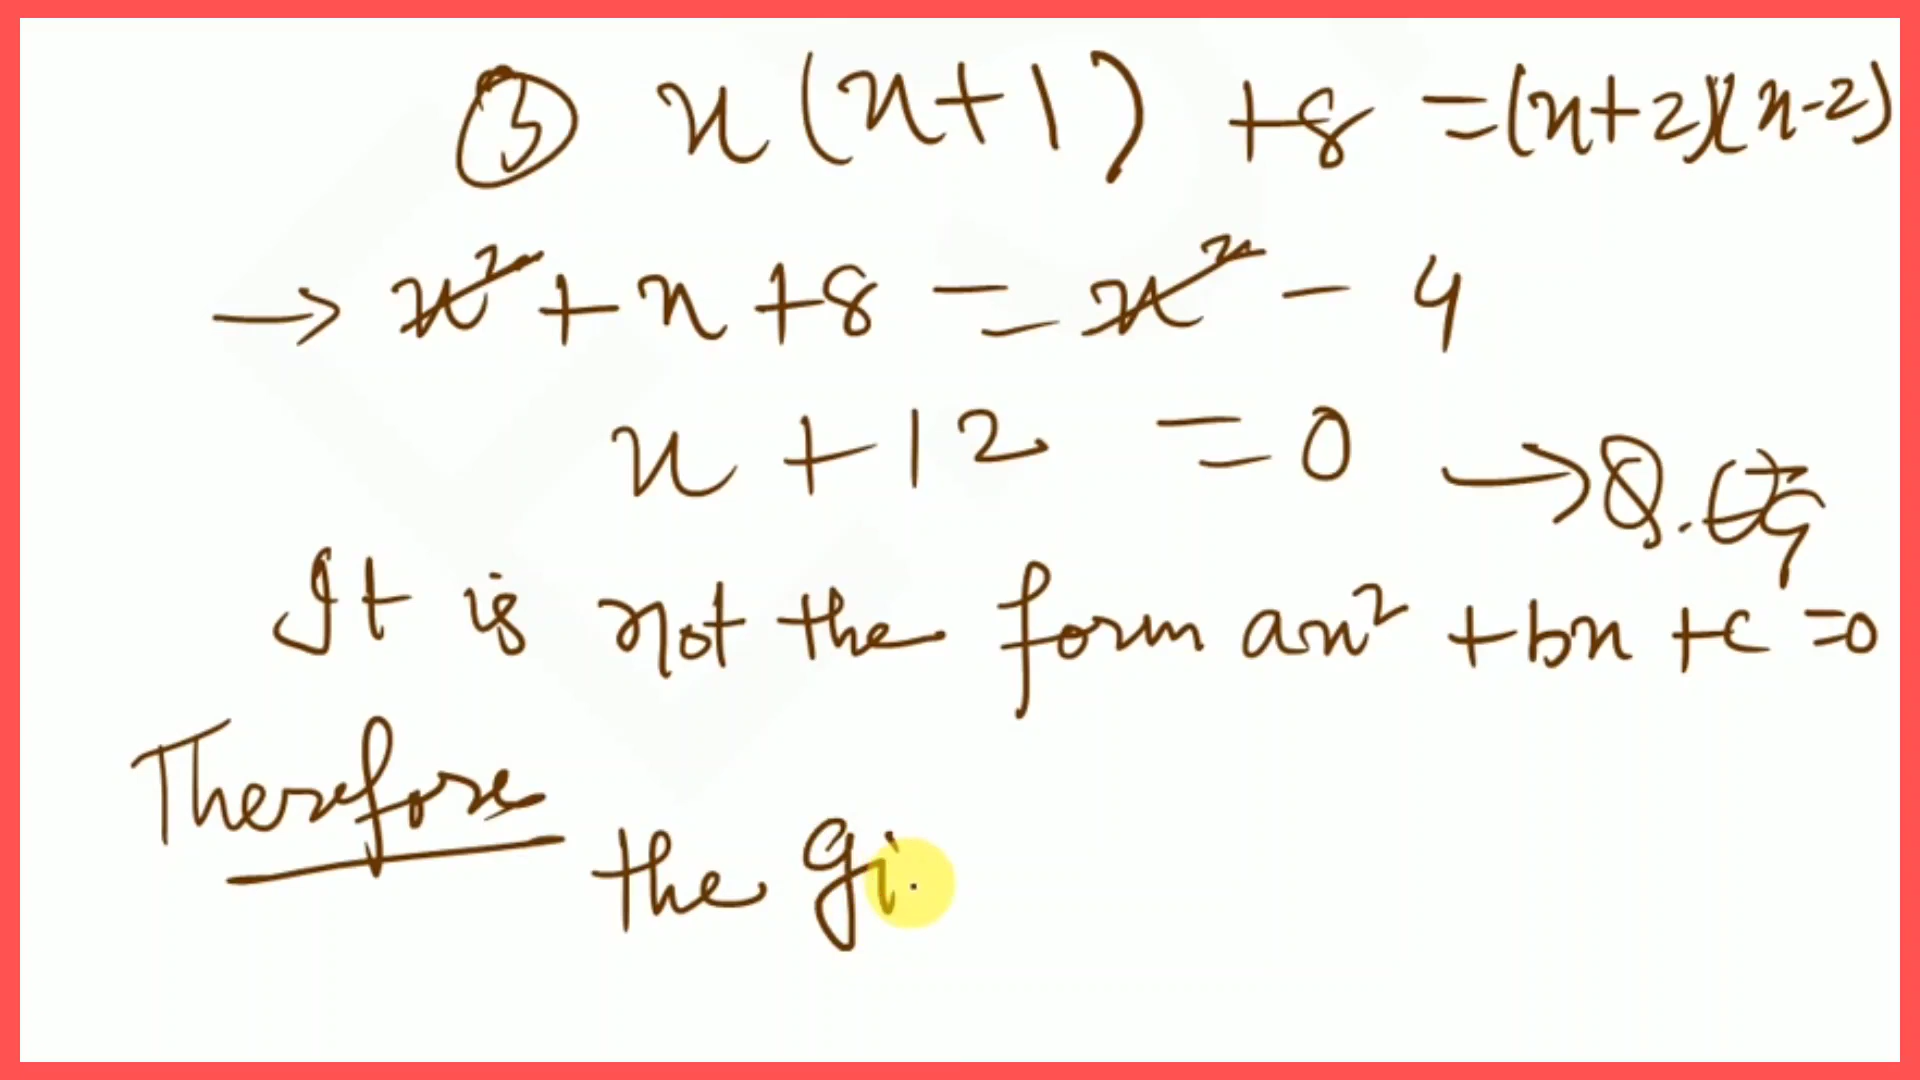 ③ x(x+1) +8 =(x+2)(x-2)
→ x² + x + 8 = x² - 4
x + 12 = 0 → Q. Eq
It is not the form ax² + bx + c = 0
Therefore
the gi